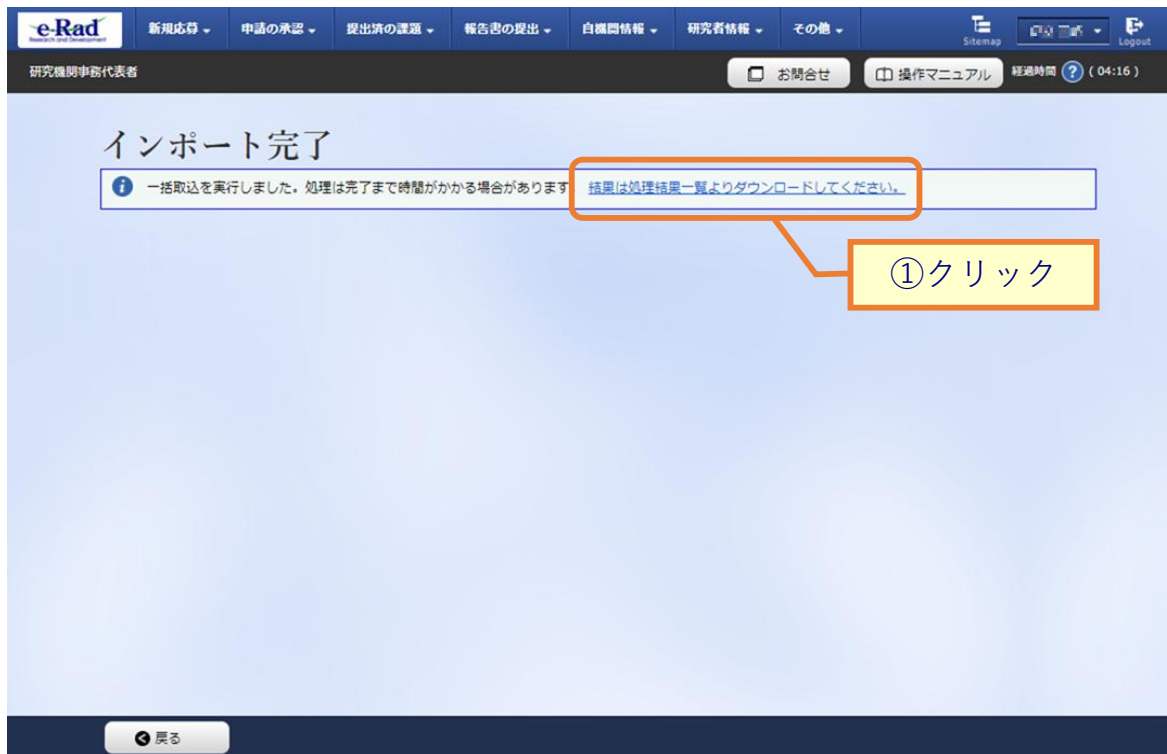 e-Rad
Research and Development
新規応募
申請の承認
提出済の課題
報告書の提出
自機関情報
研究者情報
その他
Sitemap
Logout
研究機関事務代表者
お問合せ
操作マニュアル
経過時間 ? ( 04:16 )
インポート完了
一括取込を実行しました。処理は完了まで時間がかかる場合があります 結果は処理結果一覧よりダウンロードしてください。
①クリック
戻る